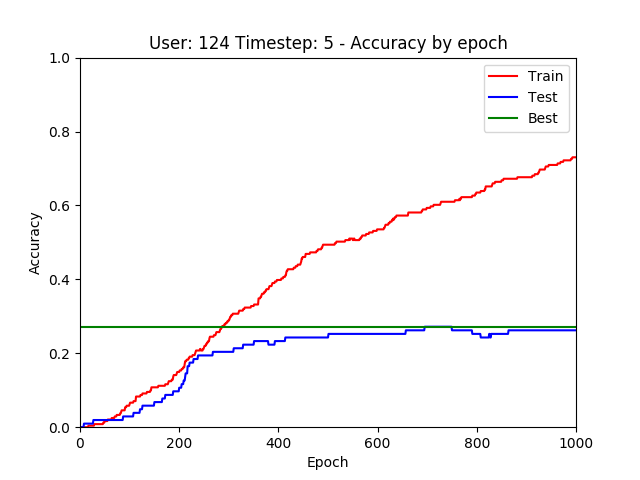 User: 124 Timestep: 5 - Accuracy by epoch
1.0
0.8
0.6
0.4
0.2
0.0
Accuracy
0 200 400 600 800 1000
Epoch
Train
Test
Best